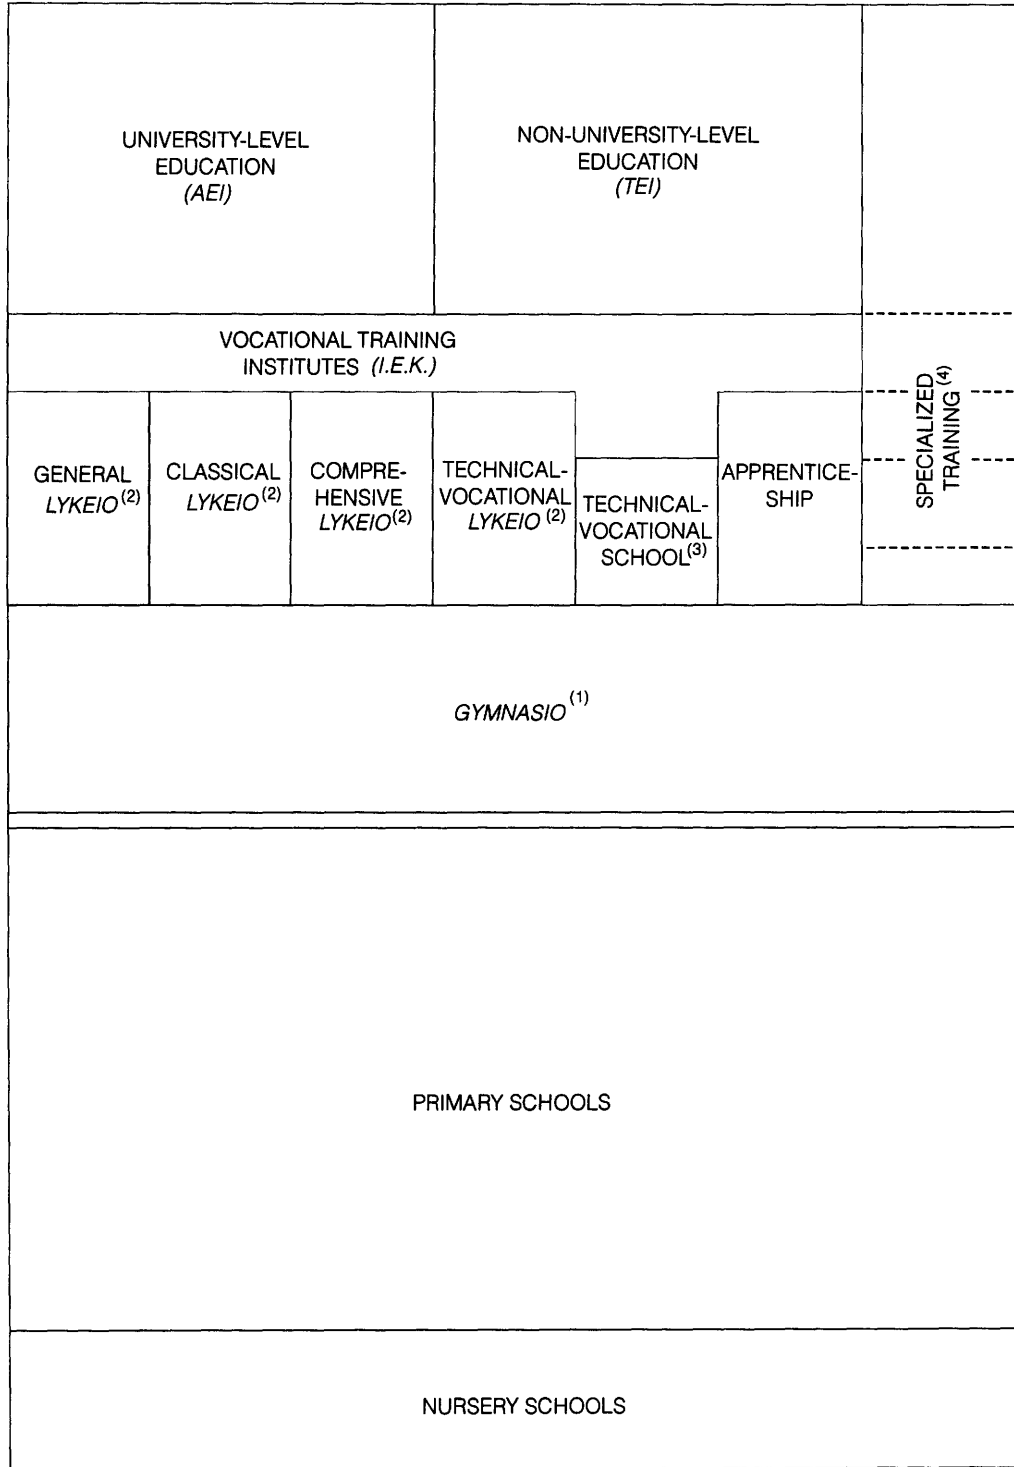 UNIVERSITY-LEVEL
EDUCATION
(AEI)
NON-UNIVERSITY-LEVEL
EDUCATION
(TEI)
VOCATIONAL TRAINING
INSTITUTES (I.E.K.)
GENERAL
LYKEIO(2)
CLASSICAL
LYKEIO(2)
COMPRE-
HENSIVE
LYKEIO(2)
TECHNICAL-
VOCATIONAL
LYKEIO(2)
TECHNICAL-
VOCATIONAL
SCHOOL(3)
APPRENTICE-
SHIP
SPECIALIZED
TRAINING(4)
GYMNASIO(1)
PRIMARY SCHOOLS
NURSERY SCHOOLS